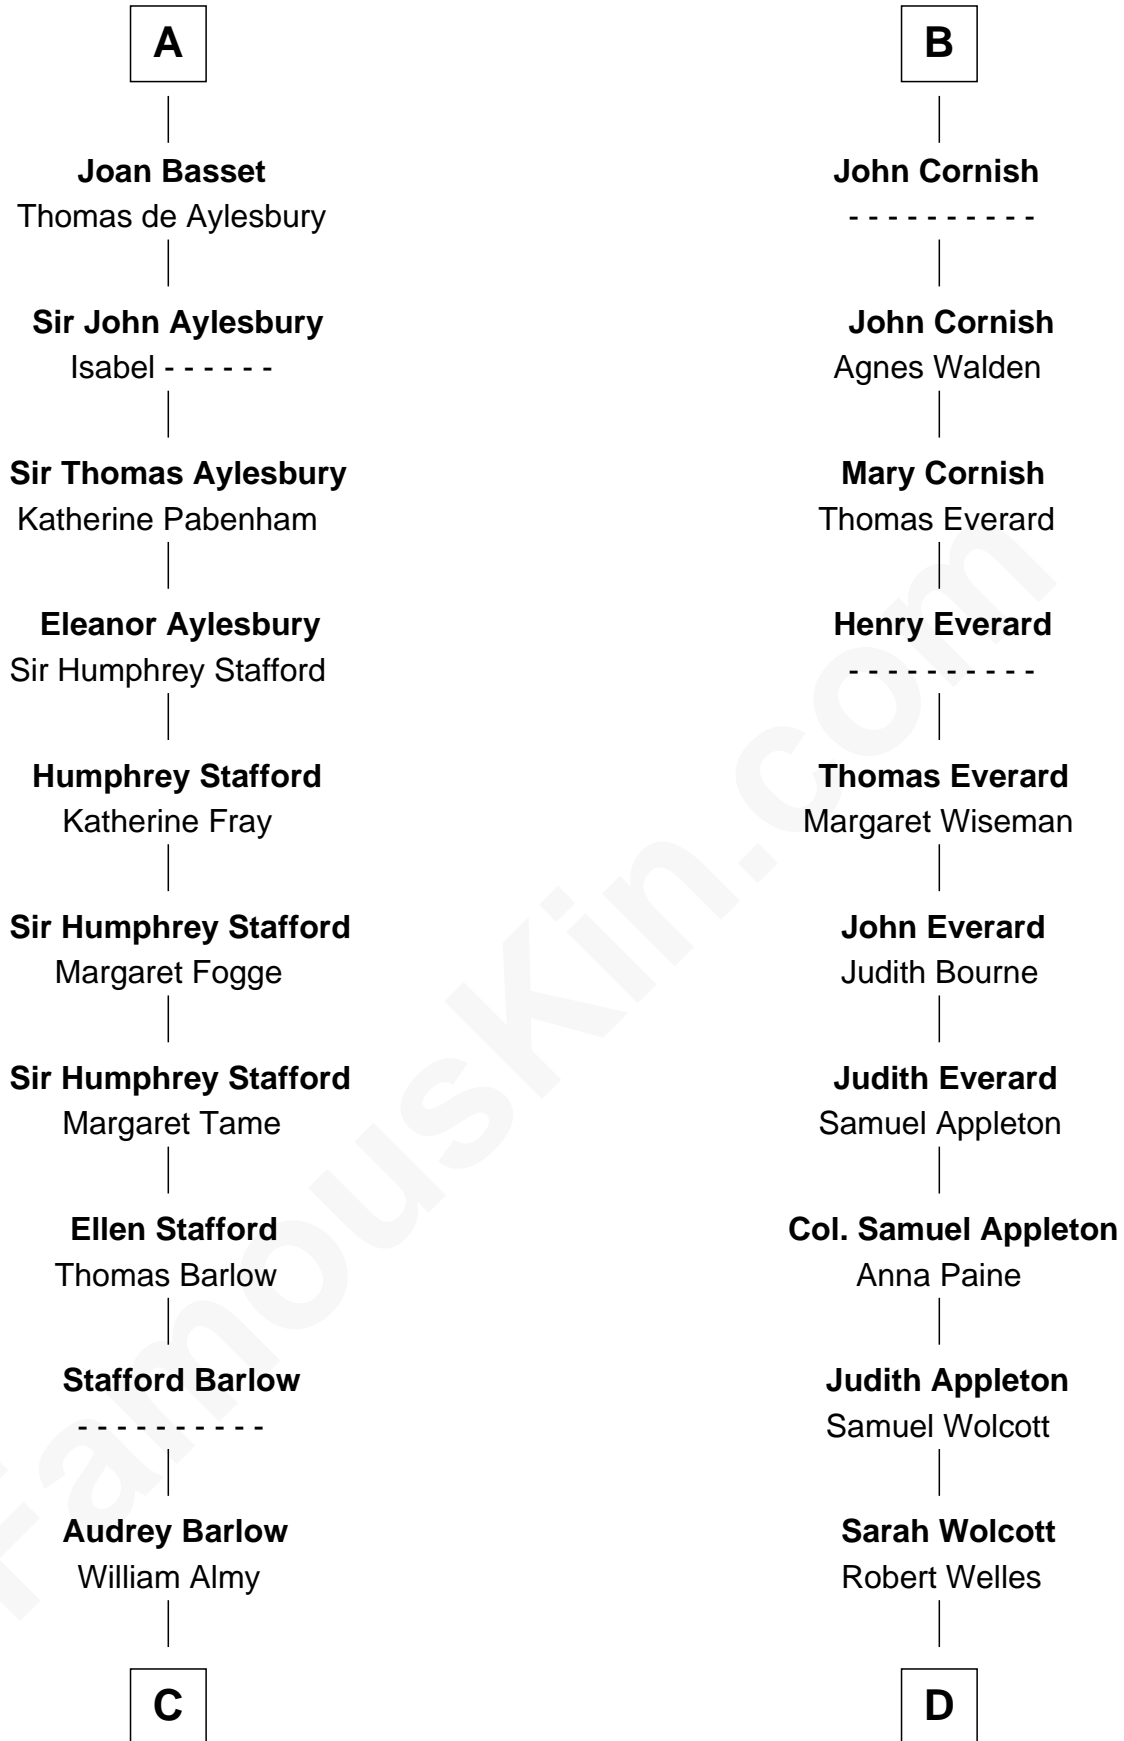 A
Joan Basset
Thomas de Aylesbury
Sir John Aylesbury
Isabel - - - - - -
Sir Thomas Aylesbury
Katherine Pabenham
Eleanor Aylesbury
Sir Humphrey Stafford
Humphrey Stafford
Katherine Fray
Sir Humphrey Stafford
Margaret Fogge
Sir Humphrey Stafford
Margaret Tame
Ellen Stafford
Thomas Barlow
Stafford Barlow
- - - - - - - - - -
Audrey Barlow
William Almy
C
B
John Cornish
- - - - - - - - - -
John Cornish
Agnes Walden
Mary Cornish
Thomas Everard
Henry Everard
- - - - - - - - - -
Thomas Everard
Margaret Wiseman
John Everard
Judith Bourne
Judith Everard
Samuel Appleton
Col. Samuel Appleton
Anna Paine
Judith Appleton
Samuel Wolcott
Sarah Wolcott
Robert Welles
D
FamousKin.com